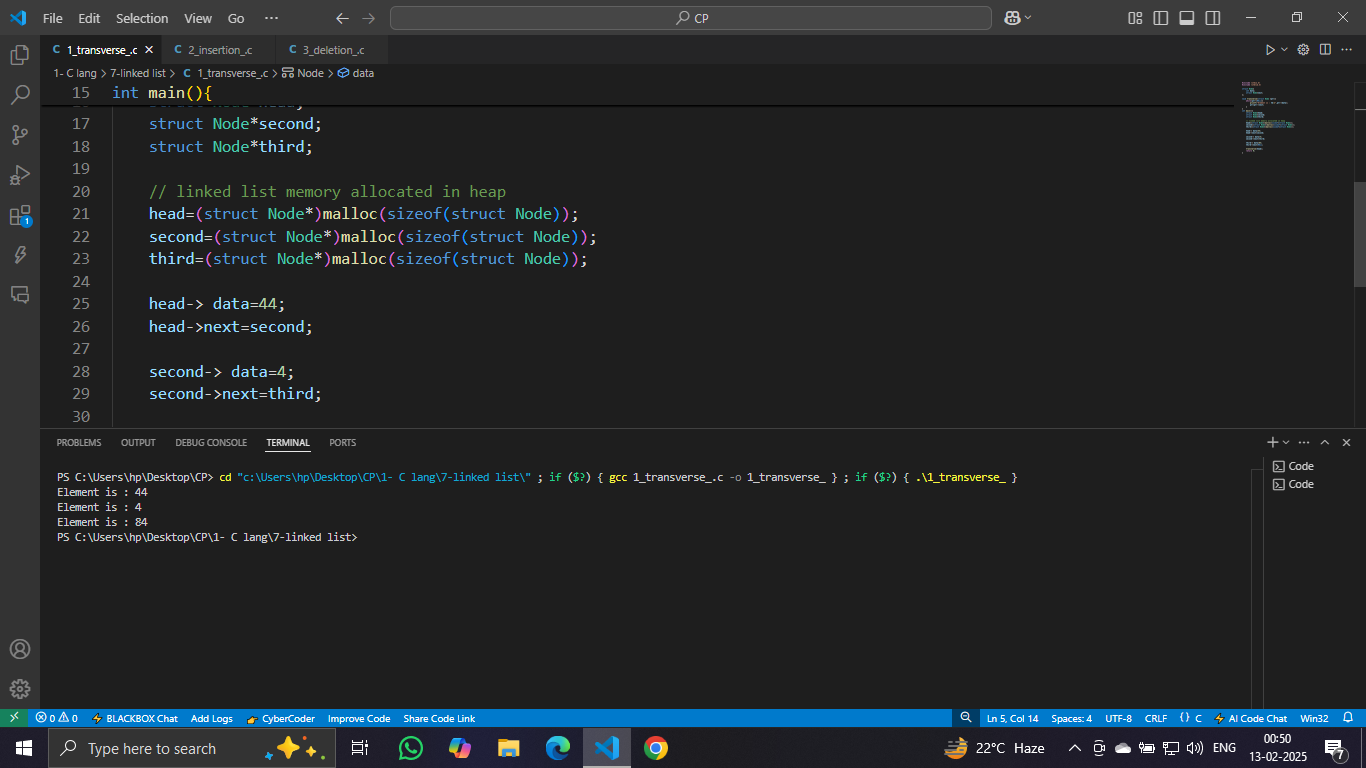 File Edit Selection View Go ··· CP
C 1_transverse_.c C 2_insertion_.c C 3_deletion_.c
1- C lang > 7-linked list > C 1_transverse_.c > Node > data
15 int main(){
17 struct Node*second;
18 struct Node*third;
19
20 // linked list memory allocated in heap
21 head=(struct Node*)malloc(sizeof(struct Node));
22 second=(struct Node*)malloc(sizeof(struct Node));
23 third=(struct Node*)malloc(sizeof(struct Node));
24
25 head-> data=44;
26 head->next=second;
27
28 second-> data=4;
29 second->next=third;
30
1
PROBLEMS OUTPUT DEBUG CONSOLE TERMINAL PORTS
PS C:\Users\hp\Desktop\CP> cd "c:\Users\hp\Desktop\CP\1- C lang\7-linked list\" ; if ($?) { gcc 1_transverse_.c -o 1_transverse_ } ; if ($?) { .\1_transverse_ }
Element is : 44
Element is : 4
Element is : 84
PS C:\Users\hp\Desktop\CP\1- C lang\7-linked list>
Code
Code
0 0 BLACKBOX Chat Add Logs CyberCoder Improve Code Share Code Link Ln 5, Col 14 Spaces: 4 UTF-8 CRLF {} C AI Code Chat Win32
Type here to search 22°C Haze ENG 00:50
13-02-2025 7